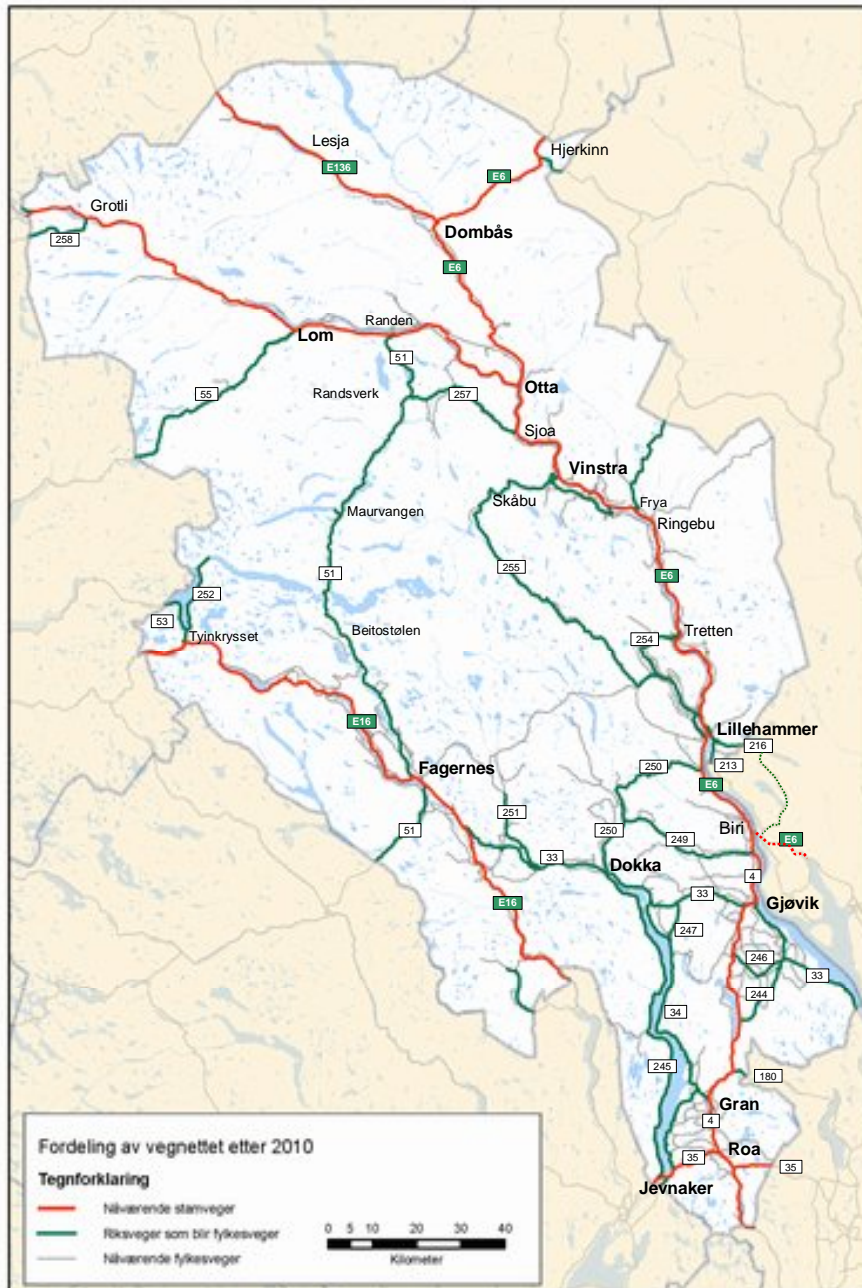 Lesja
Hjerkinn
E136
E6
Grotli
Dombås
258
E6
Randen
Lom
51
Otta
Randsverk
257
55
Sjoa
Vinstra
Skåbu
Frya
Maurvangen
Ringebu
255
51
E6
252
53
Beitostølen
Tyinkrysset
254
Tretten
E16
Lillehammer
216
213
Fagernes
250
E6
251
51
250
Biri
E6
249
33
Dokka
4
33
Gjøvik
E16
247
246
33
244
34
245
180
Gran
4
Roa
35
35
Jevnaker
Fordeling av vegnettet etter 2010
Tegnforklaring
Nåværende stamveger
Riksveger som blir fylkesveger
Nåværende fylkesveger
0 5 10 20 30 40
Kilometer